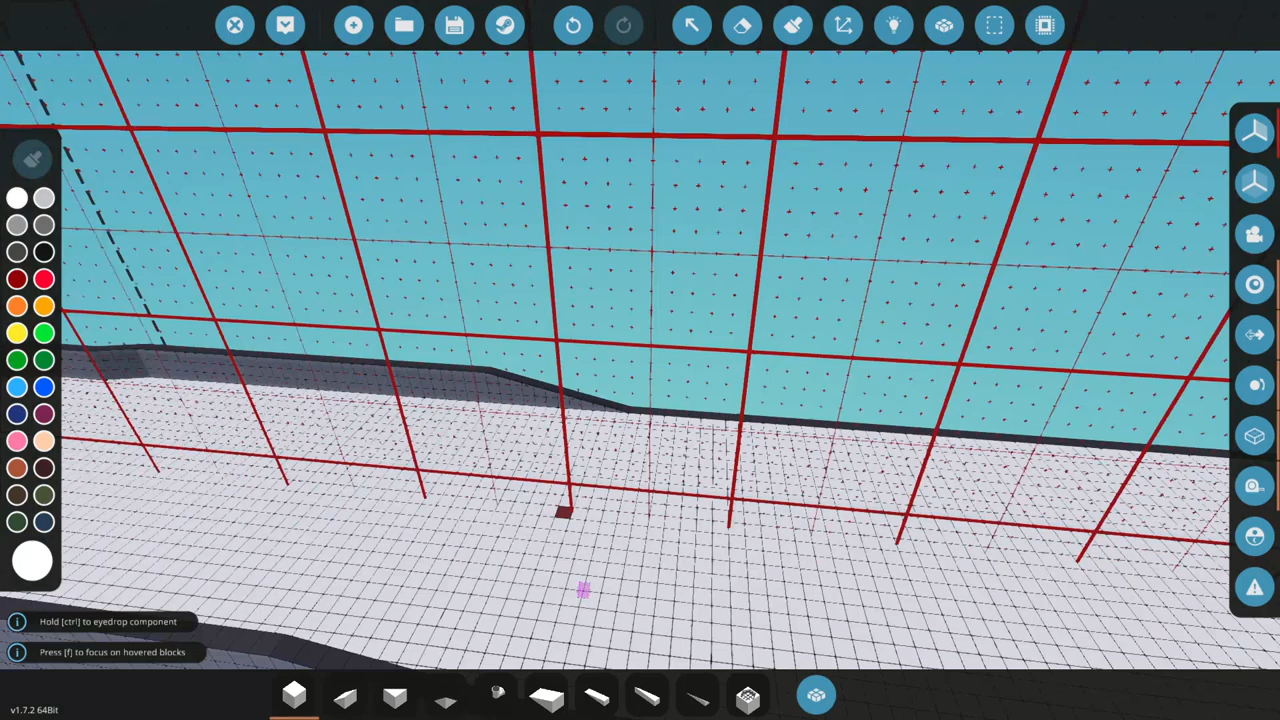 Hold [ctrl] to eyedrop component
Press [f] to focus on hovered blocks
v1.7.2 64Bit